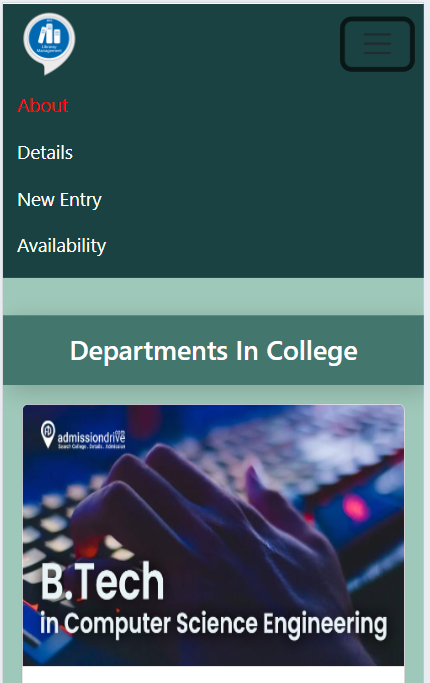 Library
Management
About
Details
New Entry
Availability
Departments In College
admissiondrive
.com
Search College . Details . Admission
B.Tech
in Computer Science Engineering